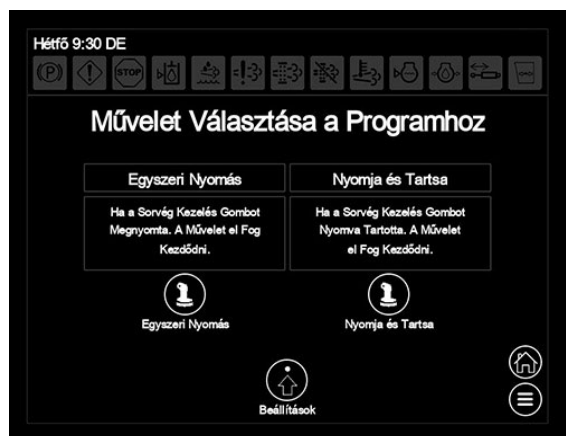 Hétfő 9:30 DE
(P) STOP
Művelet Választása a Programhoz
Egyszeri Nyomás
Nyomja és Tartsa
Ha a Sorvég Kezelés Gombot
Megnyomta. A Művelet el Fog
Kezdődni.
Ha a Sorvég Kezelés Gombot
Nyomva Tartotta. A Művelet
el Fog Kezdődni.
Egyszeri Nyomás
Nyomja és Tartsa
Beállítások